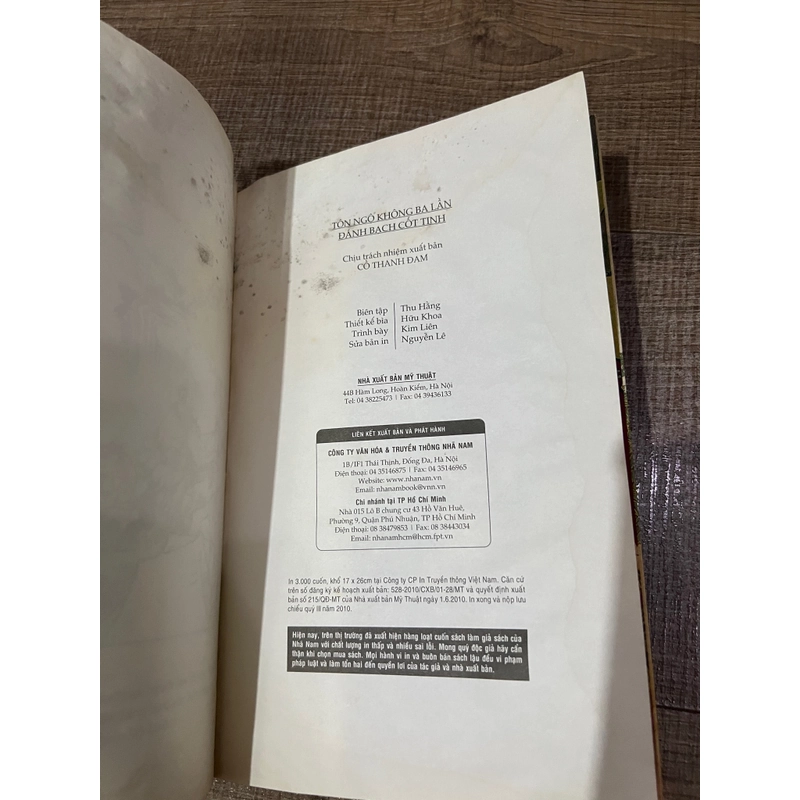 TÔN NGỘ KHÔNG BA LẦN
ĐÁNH BẠCH CỐT TINH
Chịu trách nhiệm xuất bản
CỒ THANH ĐAM
Biên tập Thu Hằng
Thiết kế bìa Hữu Khoa
Trình bày Kim Liên
Sửa bản in Nguyễn Lê
NHÀ XUẤT BẢN MỸ THUẬT
44B Hàm Long, Hoàn Kiếm, Hà Nội
Tel: 04 38225473 | Fax: 04 39436133
LIÊN KẾT XUẤT BẢN VÀ PHÁT HÀNH
CÔNG TY VĂN HÓA & TRUYỀN THÔNG NHÃ NAM
1B/IF1 Thái Thịnh, Đống Đa, Hà Nội
Điện thoại: 04 35146875 | Fax: 04 35146965
Website: www.nhanam.vn
Email: nhanambook@vnn.vn
Chi nhánh tại TP Hồ Chí Minh
Nhà 015 Lô B chung cư 43 Hồ Văn Huê,
Phường 9, Quận Phú Nhuận, TP Hồ Chí Minh
Điện thoại: 08 38479853 | Fax: 08 38443034
Email: nhanamhcm@hcm.fpt.vn
In 3.000 cuốn, khổ 17 x 26cm tại Công ty CP In Truyền thông Việt Nam. Căn cứ
trên số đăng ký kế hoạch xuất bản: 528-2010/CXB/01-28/MT và quyết định xuất
bản số 215/QĐ-MT của Nhà xuất bản Mỹ Thuật ngày 1.6.2010. In xong và nộp lưu
chiểu quý III năm 2010.
Hiện nay, trên thị trường đã xuất hiện hàng loạt cuốn sách làm giả sách của
Nhã Nam với chất lượng in thấp và nhiều sai lỗi. Mong quý độc giả hãy cẩn
thận khi chọn mua sách. Mọi hành vi in và buôn bán sách lậu đều vi phạm
pháp luật và làm tổn hại đến quyền lợi của tác giả và nhà xuất bản.